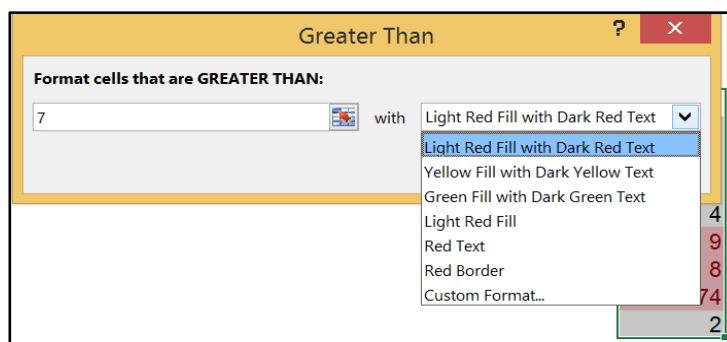 Greater Than
?
Format cells that are GREATER THAN:
7 with Light Red Fill with Dark Red Text
Light Red Fill with Dark Red Text
Yellow Fill with Dark Yellow Text
Green Fill with Dark Green Text
Light Red Fill
Red Text
Red Border
Custom Format...
4
9
8
74
2